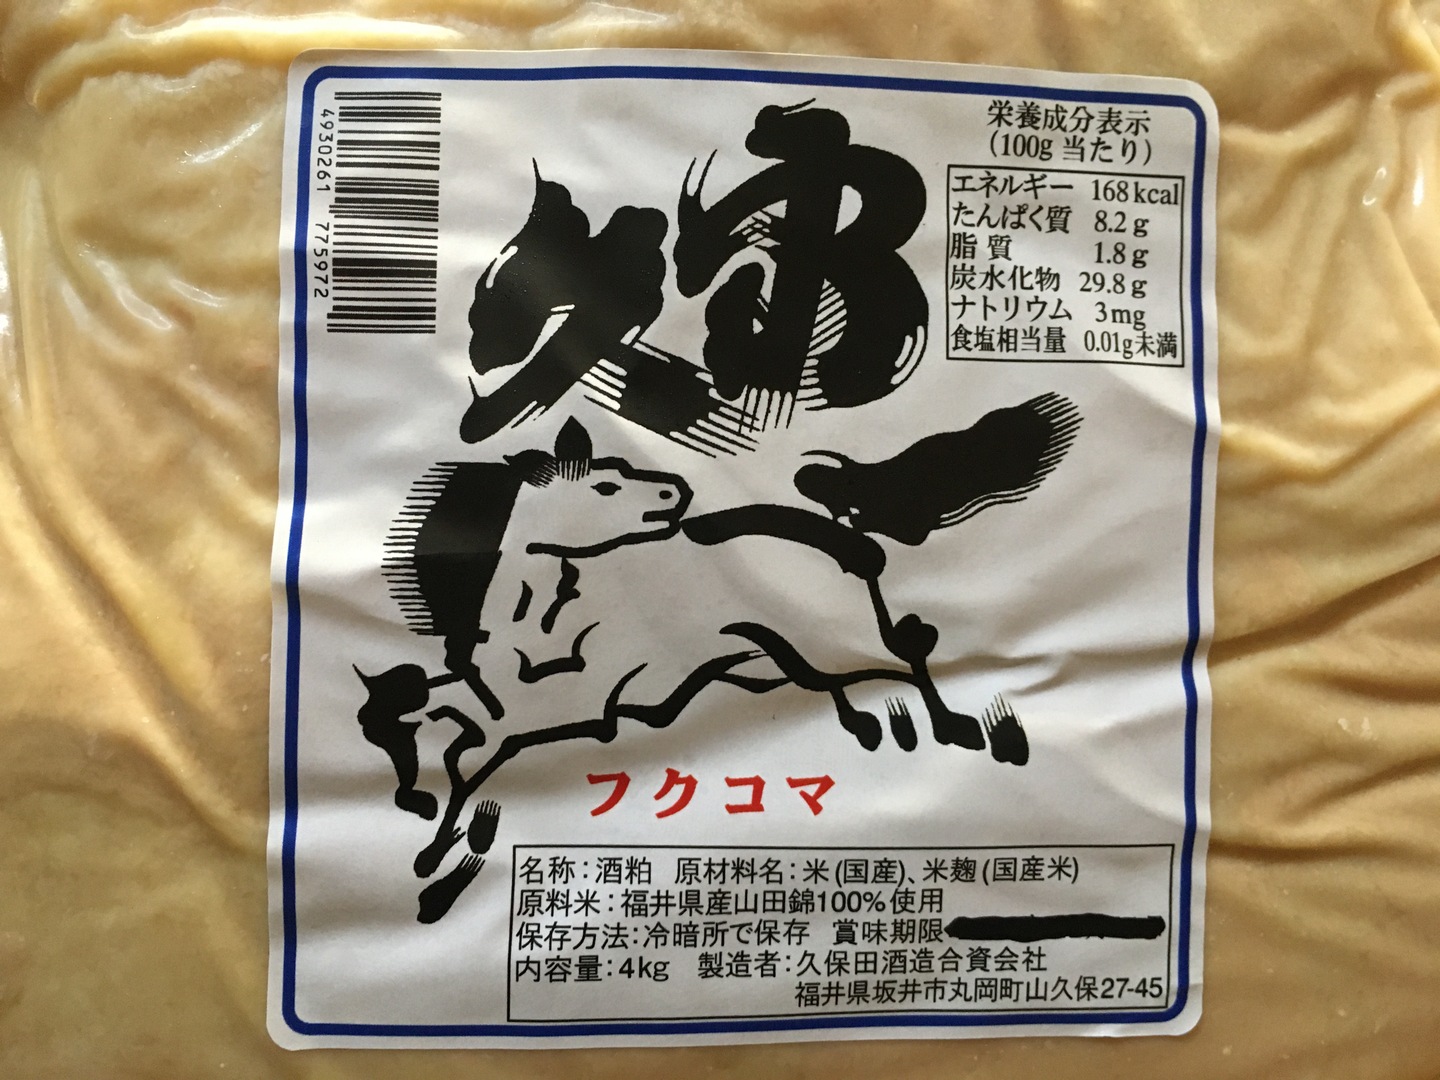 4930261 775972
栄養成分表示
(100g 当たり)
エネルギー 168kcal
たんぱく質 8.2g
脂質 1.8g
炭水化物 29.8g
ナトリウム 3mg
食塩相当量 0.01g未満
フクコマ
名称:酒粕 原材料名:米(国産)、米麹(国産米)
原料米:福井県産山田錦100%使用
保存方法:冷暗所で保存 賞味期限
内容量:4kg 製造者:久保田酒造合資会社
福井県坂井市丸岡町山久保27-45